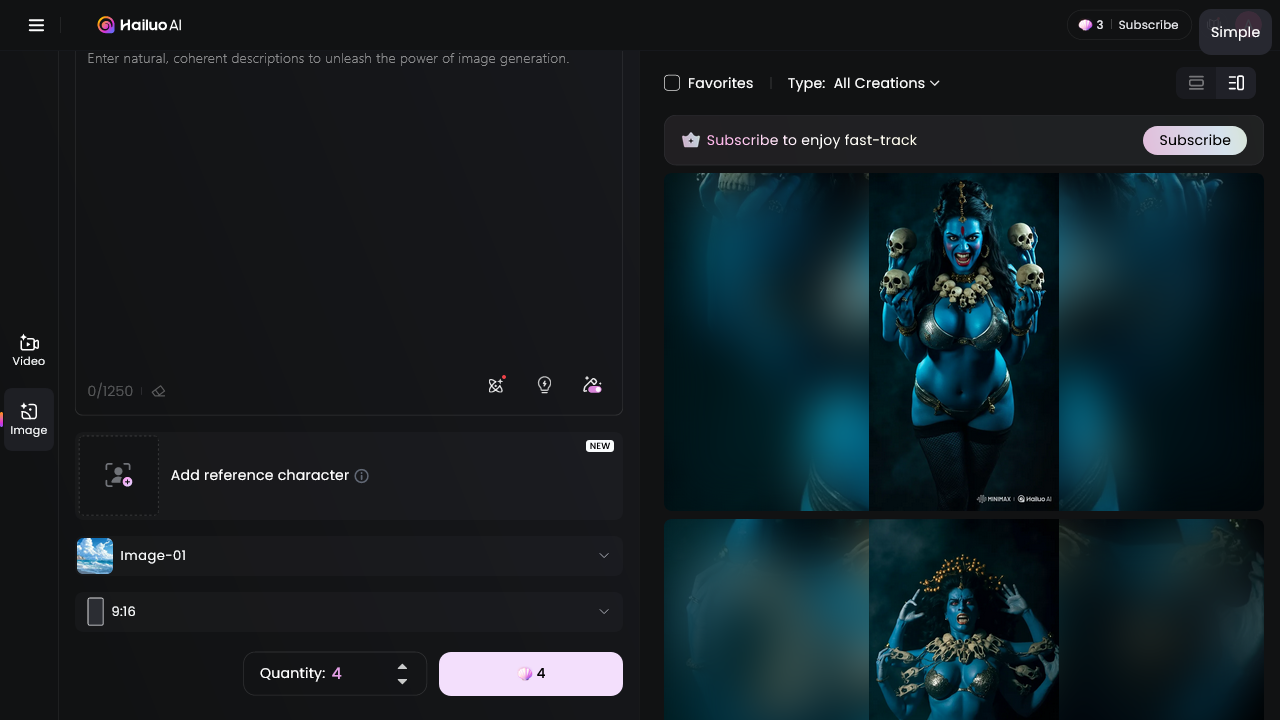 Hailuo AI
3 Subscribe
Simple
Enter natural, coherent descriptions to unleash the power of image generation.
0/1250
Video
Image
NEW
Add reference character
Image-01
9:16
Quantity: 4
4
Favorites
Type: All Creations
Subscribe to enjoy fast-track
Subscribe
MINIMAX | Hailuo AI